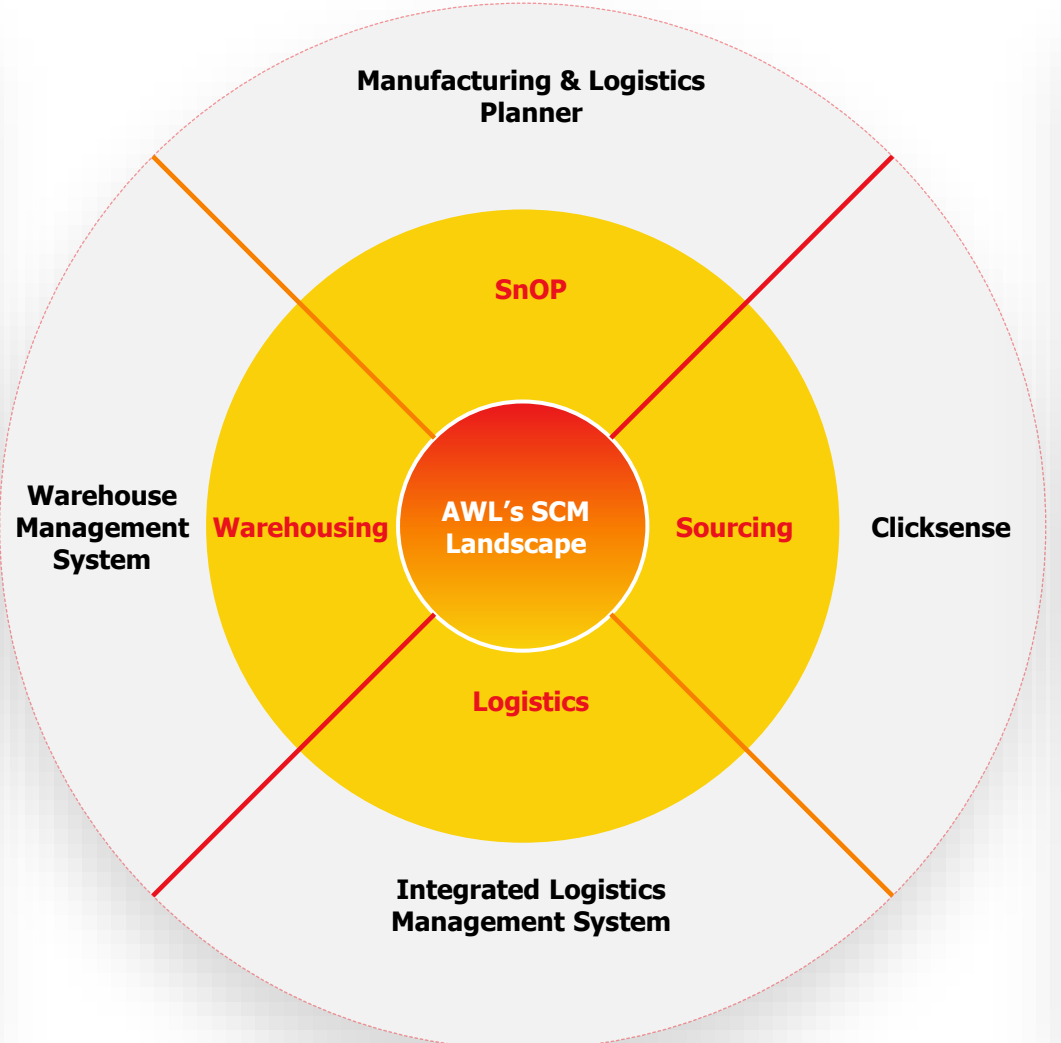 Manufacturing & Logistics
Planner
SnOP
Warehouse
Management
System
Warehousing
AWL’s SCM
Landscape
Sourcing
Clicksense
Logistics
Integrated Logistics
Management System